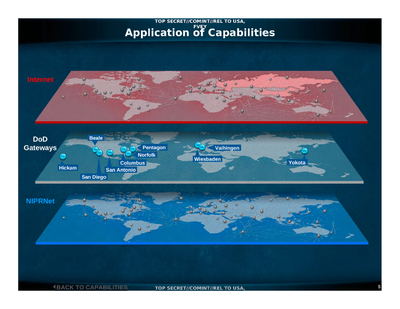 TOP SECRET//COMINT//REL TO USA,
FVEY
Application of Capabilities
Internet
DoD
Gateways
Beale
Pentagon
Norfolk
Columbus
San Antonio
San Diego
Hickam
Vaihingen
Wiesbaden
Yokota
NIPRNet
BACK TO CAPABILITIES
TOP SECRET//COMINT//REL TO USA,